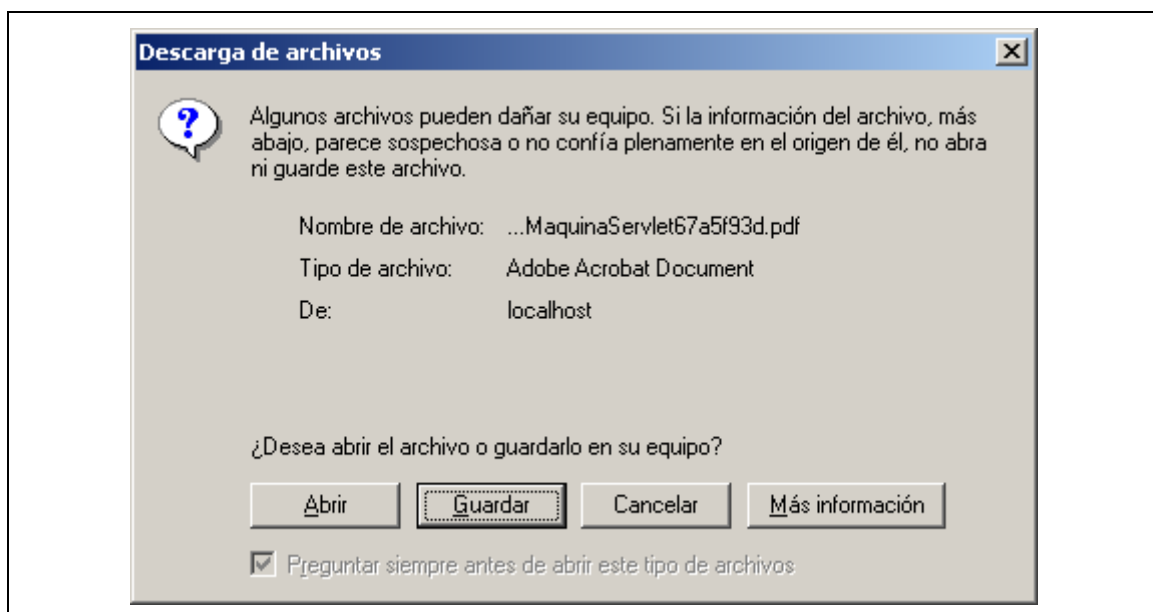 Descarga de archivos
Algunos archivos pueden dañar su equipo. Si la información del archivo, más
abajo, parece sospechosa o no confía plenamente en el origen de él, no abra
ni guarde este archivo.
Nombre de archivo: ...MaquinaServlet67a5f93d.pdf
Tipo de archivo: Adobe Acrobat Document
De: localhost
¿Desea abrir el archivo o guardarlo en su equipo?
Abrir Guardar Cancelar Más información
Preguntar siempre antes de abrir este tipo de archivos